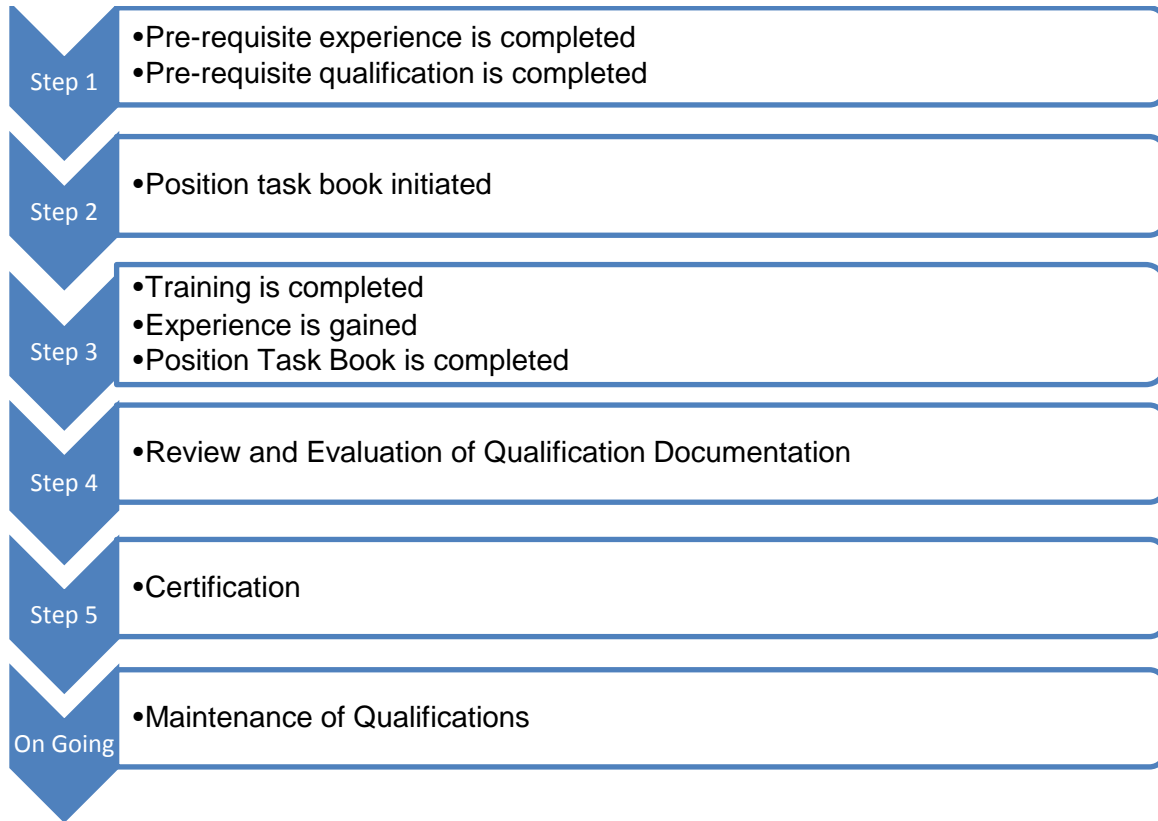 Step 1
•Pre-requisite experience is completed
•Pre-requisite qualification is completed
Step 2
•Position task book initiated
Step 3
•Training is completed
•Experience is gained
•Position Task Book is completed
Step 4
•Review and Evaluation of Qualification Documentation
Step 5
•Certification
On Going
•Maintenance of Qualifications